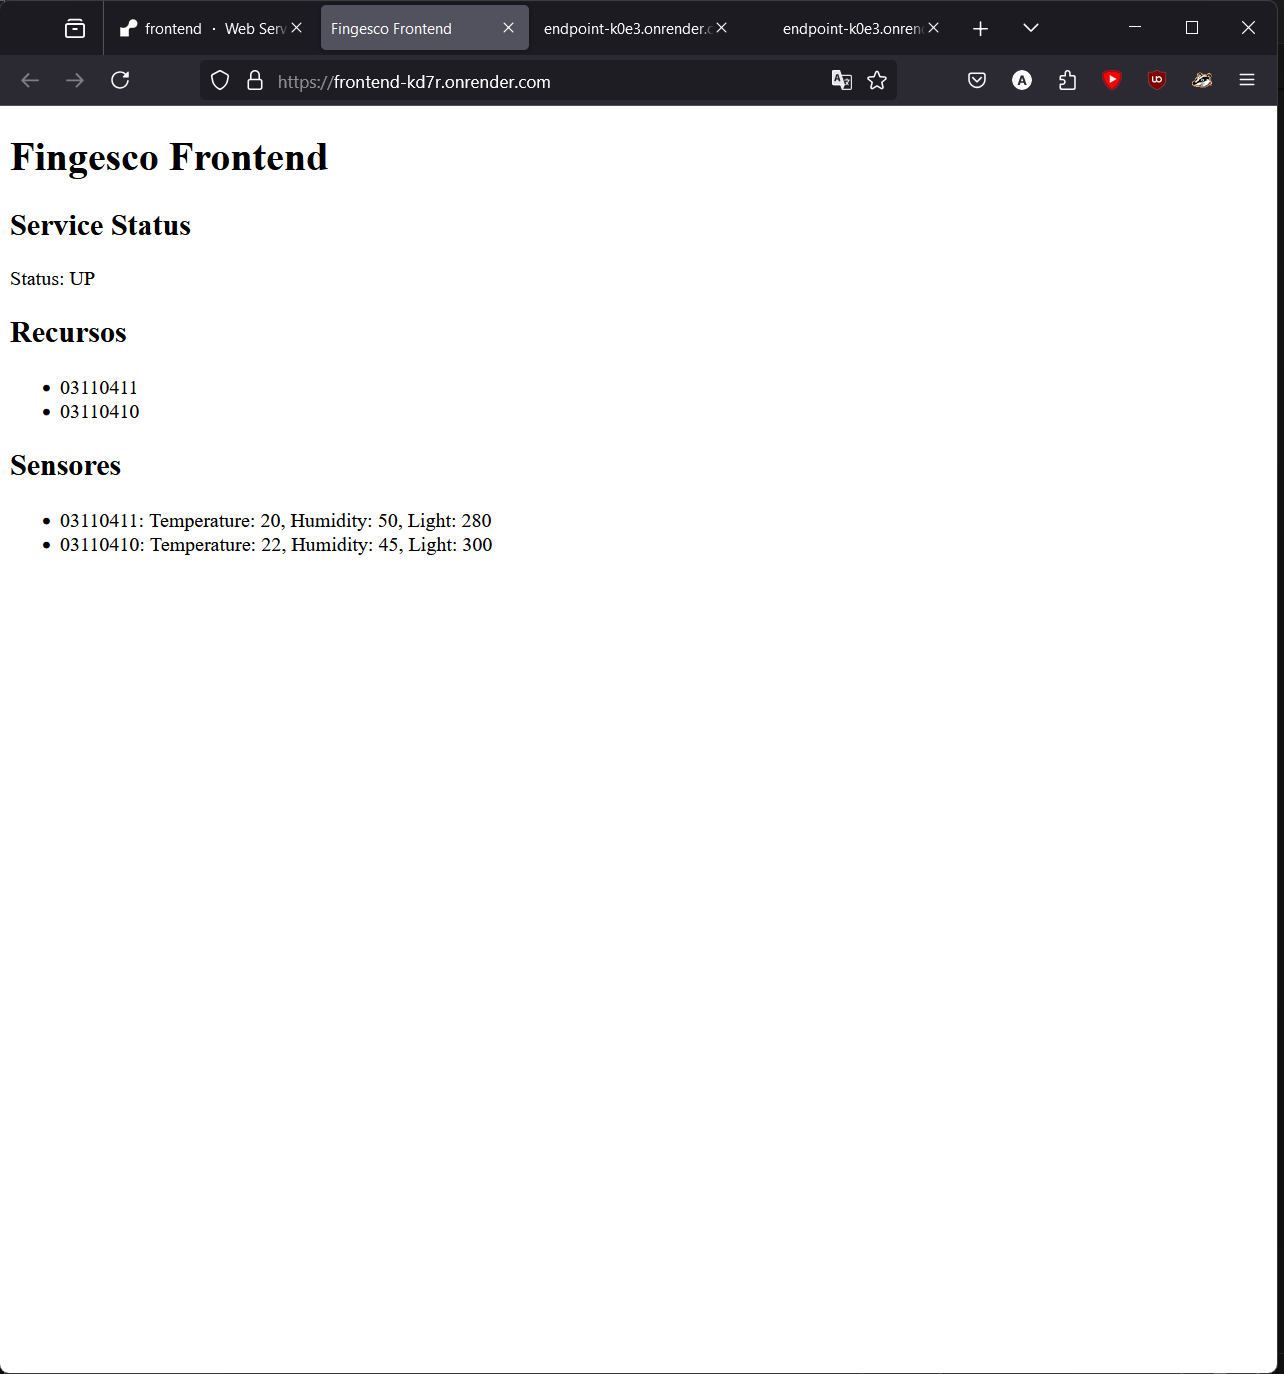 frontend · Web Serv
Fingesco Frontend
endpoint-k0e3.onrender.c
endpoint-k0e3.onren
https://frontend-kd7r.onrender.com
Fingesco Frontend
Service Status
Status: UP
Recursos
03110411
03110410
Sensores
03110411: Temperature: 20, Humidity: 50, Light: 280
03110410: Temperature: 22, Humidity: 45, Light: 300